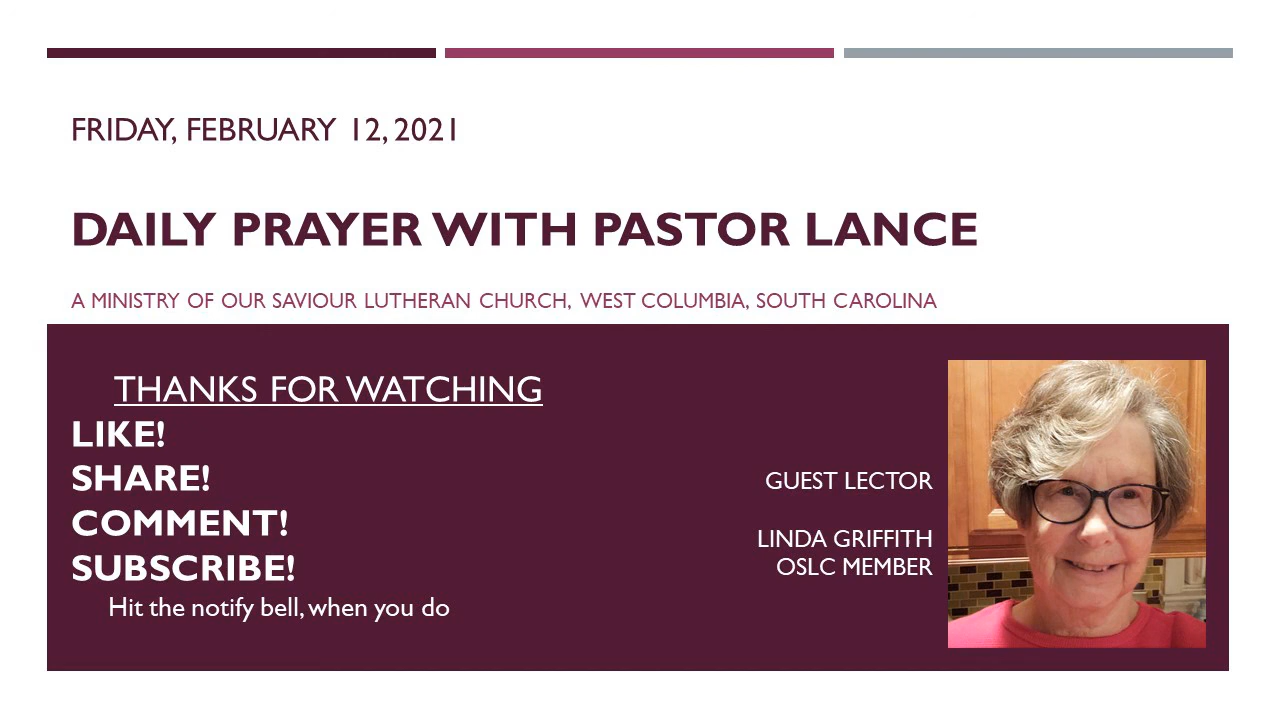 FRIDAY, FEBRUARY 12, 2021
DAILY PRAYER WITH PASTOR LANCE
A MINISTRY OF OUR SAVIOUR LUTHERAN CHURCH, WEST COLUMBIA, SOUTH CAROLINA
THANKS FOR WATCHING
LIKE!
SHARE!
COMMENT!
SUBSCRIBE!
Hit the notify bell, when you do
GUEST LECTOR
LINDA GRIFFITH
OSLC MEMBER